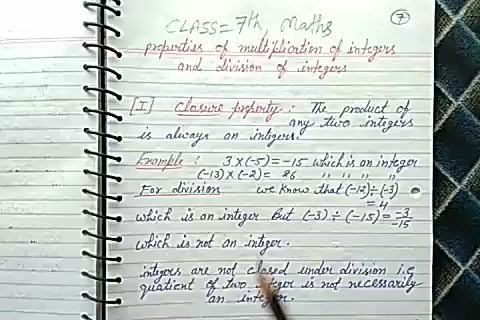 CLASS = 7th, Maths
7
properties of multiplication of integers
and division of integers
[I] Closure property : The product of
any two integers
is always an integers.
Example : 3 × (-5) = -15 which is an integer
(-13) × (-2) = 26 " " " "
For division we know that (-12) ÷ (-3)
= 4
which is an integer But (-3) ÷ (-15) = -3/-15
which is not an integer.
integers are not closed under division i.e
quatient of two integer is not necessarily
an integer.